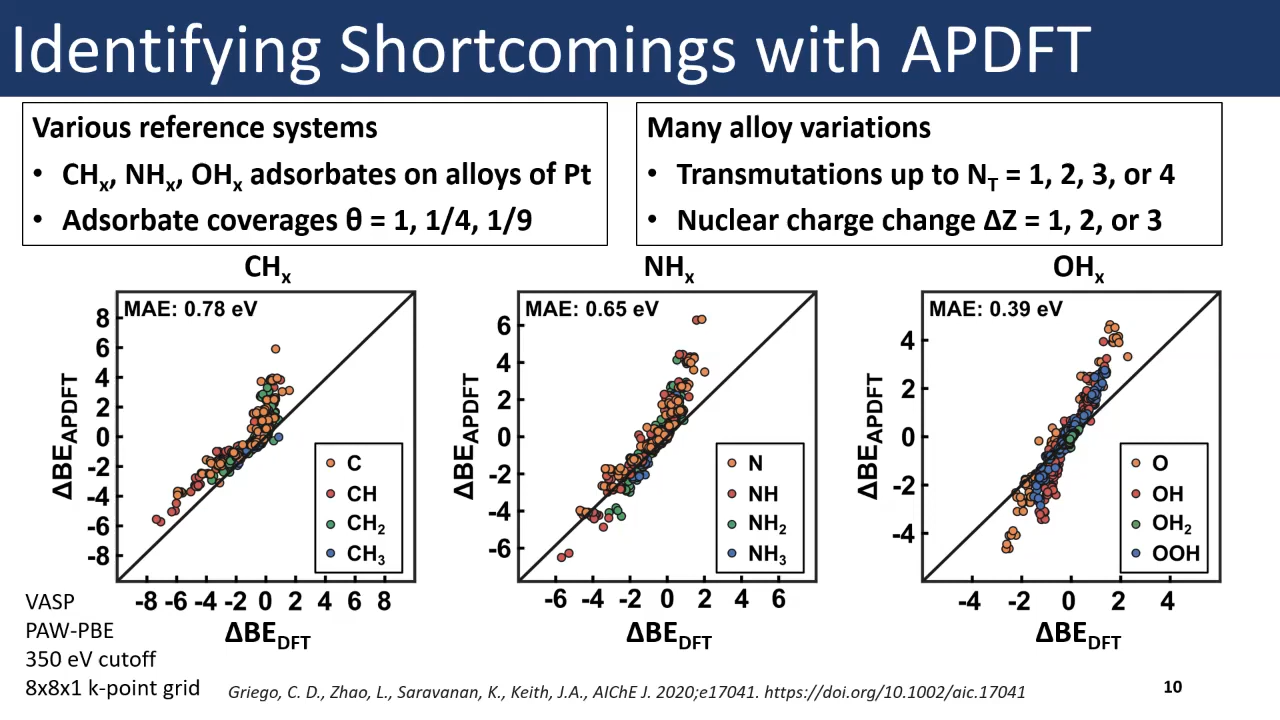 Identifying Shortcomings with APDFT
Various reference systems
• CHx, NHx, OHx adsorbates on alloys of Pt
• Adsorbate coverages θ = 1, 1/4, 1/9
Many alloy variations
• Transmutations up to NT = 1, 2, 3, or 4
• Nuclear charge change ΔZ = 1, 2, or 3
CHx
MAE: 0.78 eV
8
6
4
2
0
-2
-4
-6
-8
ΔBEAPDFT
C
CH
CH2
CH3
-8 -6 -4 -2 0 2 4 6 8
ΔBEDFT
NHx
MAE: 0.65 eV
6
4
2
0
-2
-4
-6
ΔBEAPDFT
N
NH
NH2
NH3
-6 -4 -2 0 2 4 6
ΔBEDFT
OHx
MAE: 0.39 eV
4
2
0
-2
-4
ΔBEAPDFT
O
OH
OH2
OOH
-4 -2 0 2 4
ΔBEDFT
VASP
PAW-PBE
350 eV cutoff
8x8x1 k-point grid
Griego, C. D., Zhao, L., Saravanan, K., Keith, J.A., AIChE J. 2020;e17041. https://doi.org/10.1002/aic.17041
10